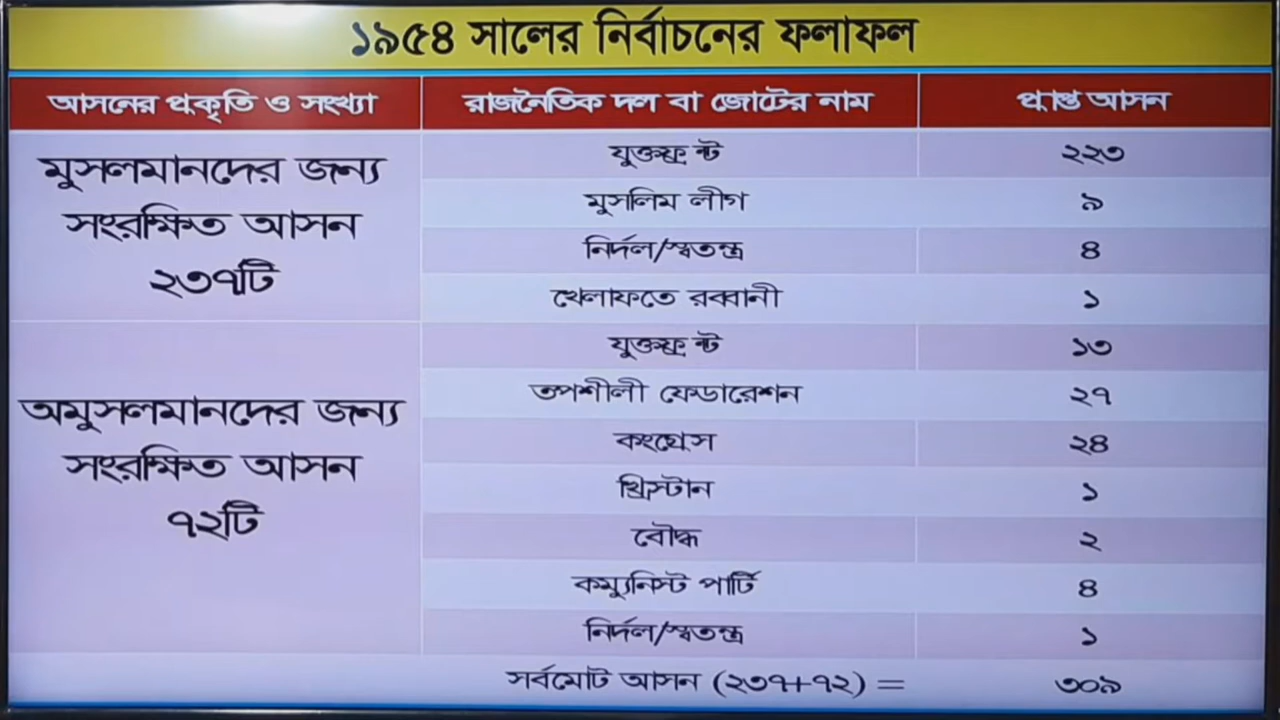 ১৯৫৪ সালের নির্বাচনের ফলাফল
আসনের প্রকৃতি ও সংখ্যা রাজনৈতিক দল বা জোটের নাম প্রাপ্ত আসন
মুসলমানদের জন্য
সংরক্ষিত আসন
২৩৭টি
যুক্তফ্রন্ট ২২৩
মুসলিম লীগ ৯
নির্দল/স্বতন্ত্র ৪
খেলাফতে রব্বানী ১
অমুসলমানদের জন্য
সংরক্ষিত আসন
৭২টি
যুক্তফ্রন্ট ১৩
তপশীলী ফেডারেশন ২৭
কংগ্রেস ২৪
খ্রিস্টান ১
বৌদ্ধ ২
কম্যুনিস্ট পার্টি ৪
নির্দল/স্বতন্ত্র ১
সর্বমোট আসন (২৩৭+৭২) = ৩০৯